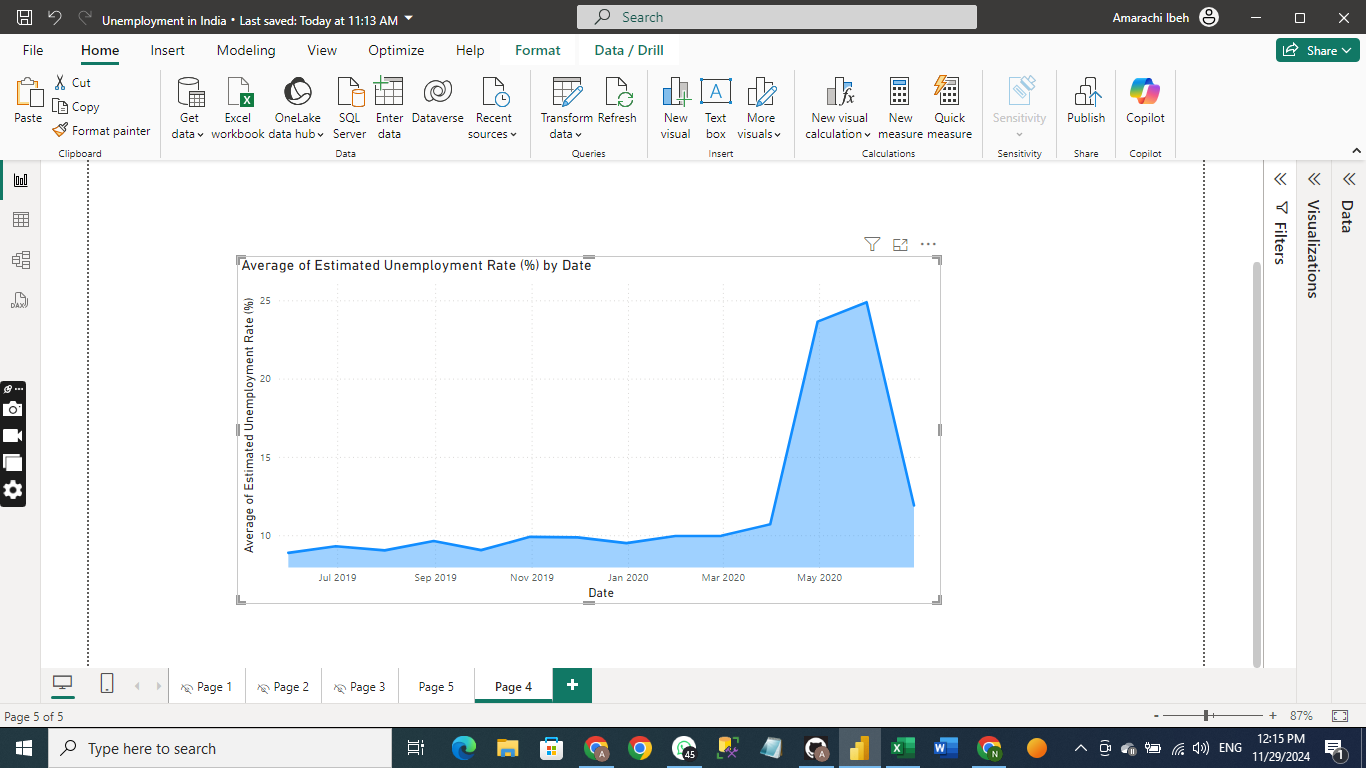 Unemployment in India • Last saved: Today at 11:13 AM
Search
Amarachi Ibeh
File
Home
Insert
Modeling
View
Optimize
Help
Format
Data / Drill
Share
Paste
Cut
Copy
Format painter
Clipboard
Get
data
Excel
workbook
OneLake
data hub
SQL
Server
Enter
data
Dataverse
Recent
sources
Data
Transform
data
Refresh
Queries
New
visual
Text
box
More
visuals
Insert
New visual
calculation
New
measure
Quick
measure
Calculations
Sensitivity
Sensitivity
Publish
Share
Copilot
Copilot
DAX
Average of Estimated Unemployment Rate (%) by Date
Average of Estimated Unemployment Rate (%)
25
20
15
10
Jul 2019
Sep 2019
Nov 2019
Jan 2020
Mar 2020
May 2020
Date
Filters
Visualizations
Data
Page 1
Page 2
Page 3
Page 5
Page 4
+
Page 5 of 5
- + 87%
Type here to search
45
ENG
12:15 PM
11/29/2024
1